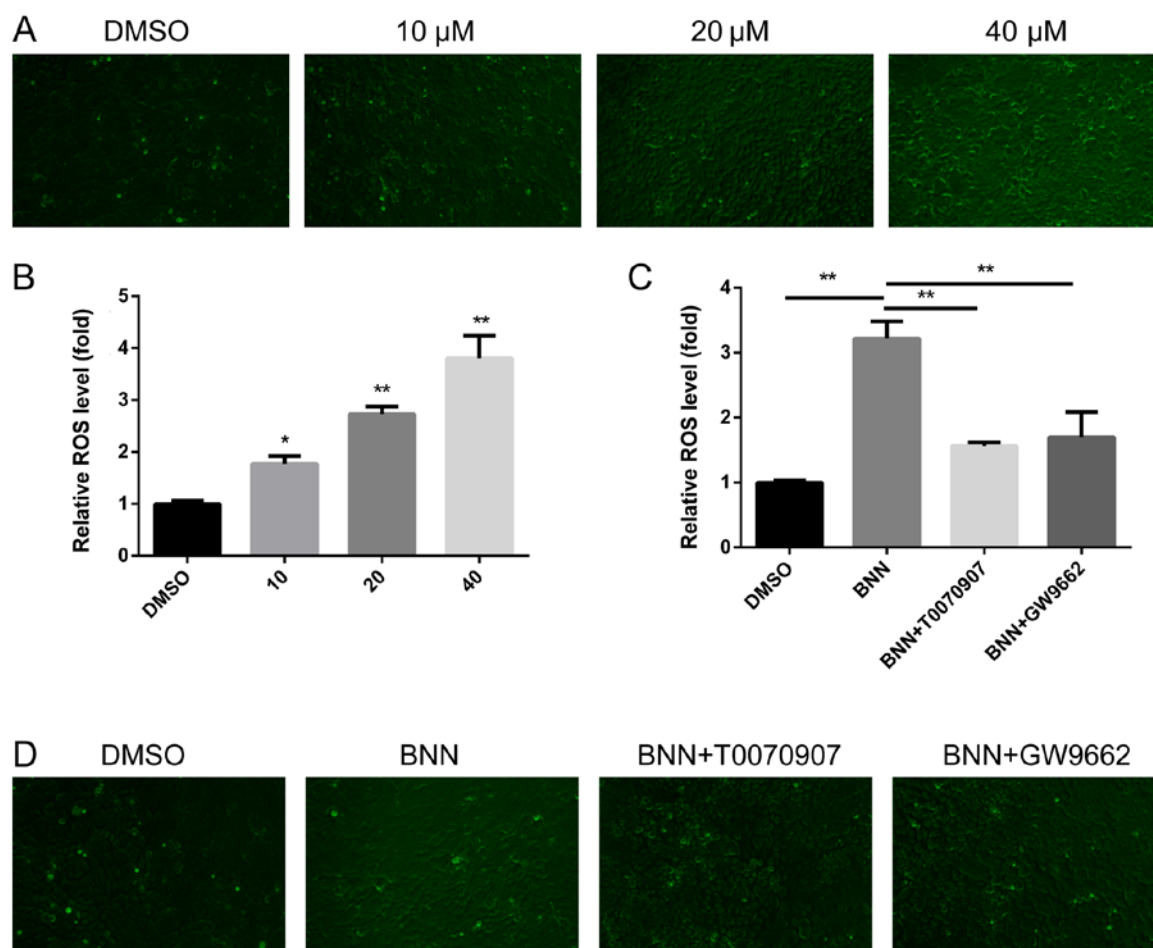 A
DMSO
10 µM
20 µM
40 µM
B
Relative ROS level (fold)
5
4
3
2
1
0
*
**
**
DMSO
10
20
40
C
Relative ROS level (fold)
4
3
2
1
0
**
**
**
DMSO
BNN
BNN+T0070907
BNN+GW9662
D
DMSO
BNN
BNN+T0070907
BNN+GW9662